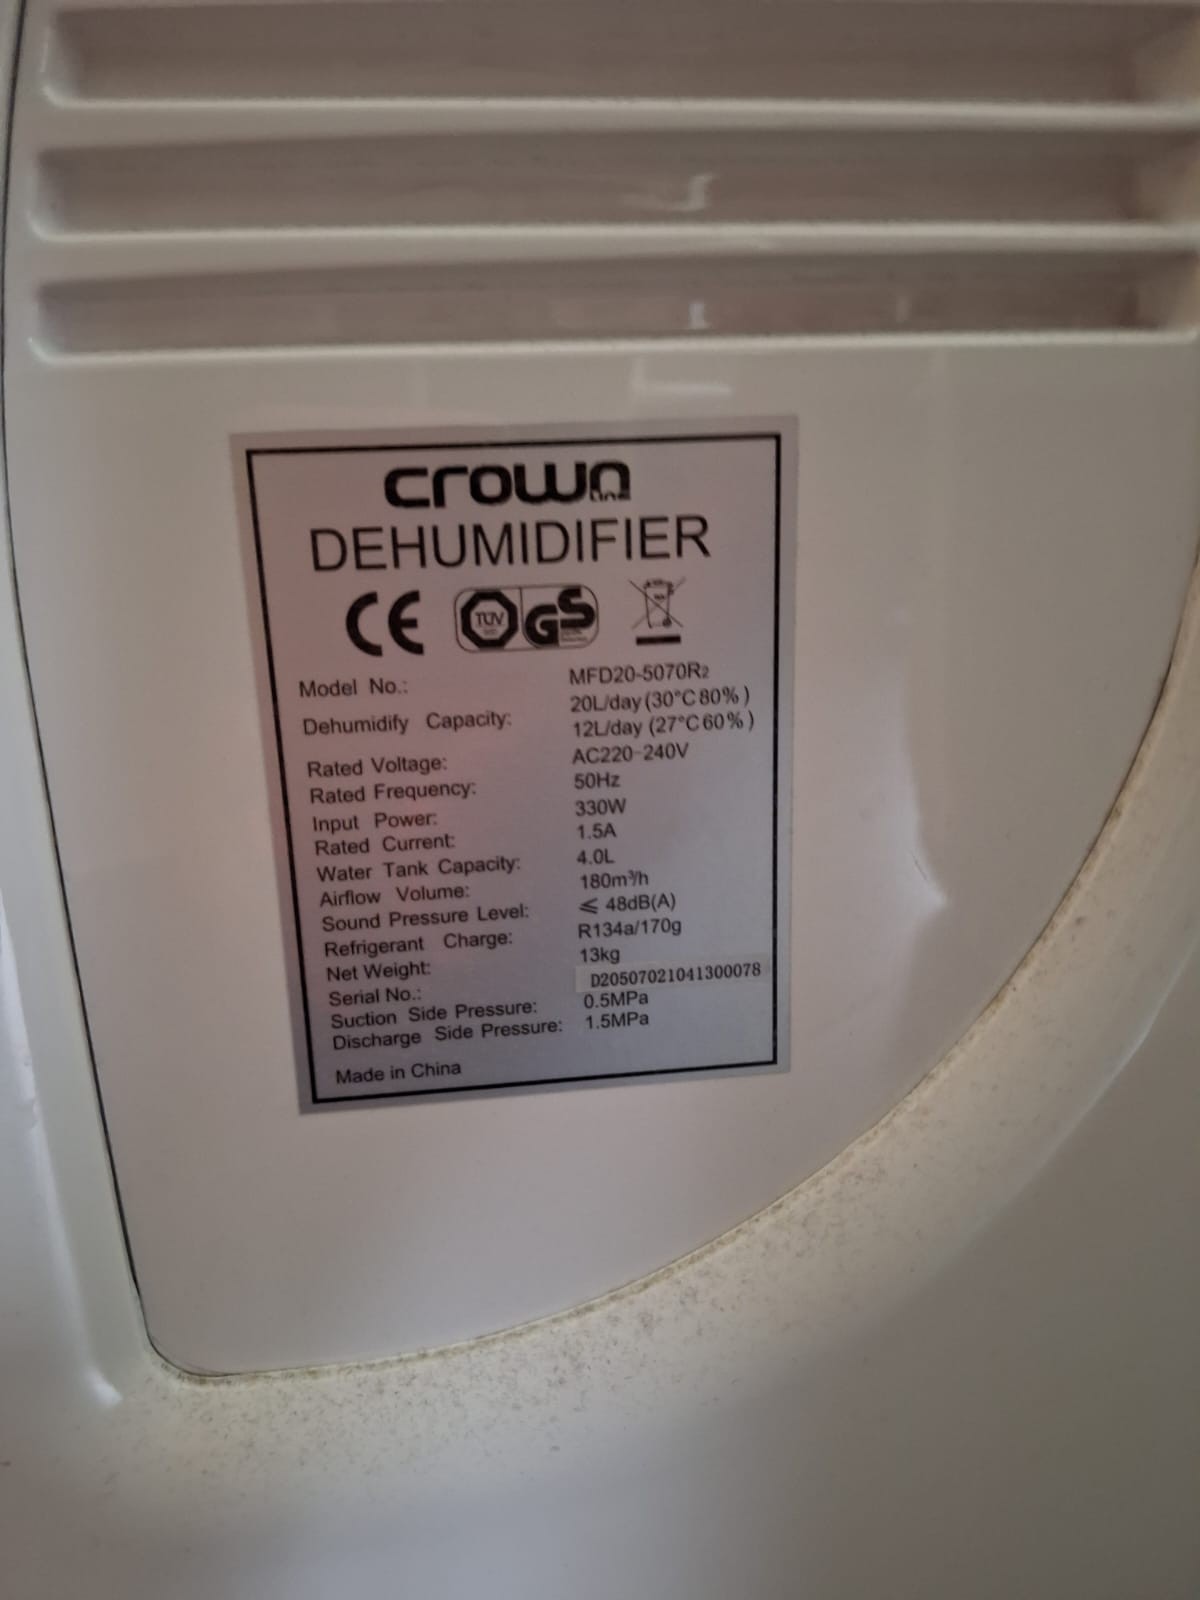 crown
LINE
DEHUMIDIFIER
CE TÜV GS
Model No.: MFD20-5070R2
Dehumidify Capacity: 20L/day (30°C 80%)
12L/day (27°C 60%)
Rated Voltage: AC220-240V
Rated Frequency: 50Hz
Input Power: 330W
Rated Current: 1.5A
Water Tank Capacity: 4.0L
Airflow Volume: 180m³/h
Sound Pressure Level: ≤ 48dB(A)
Refrigerant Charge: R134a/170g
Net Weight: 13kg
Serial No.: D20507021041300078
Suction Side Pressure: 0.5MPa
Discharge Side Pressure: 1.5MPa
Made in China